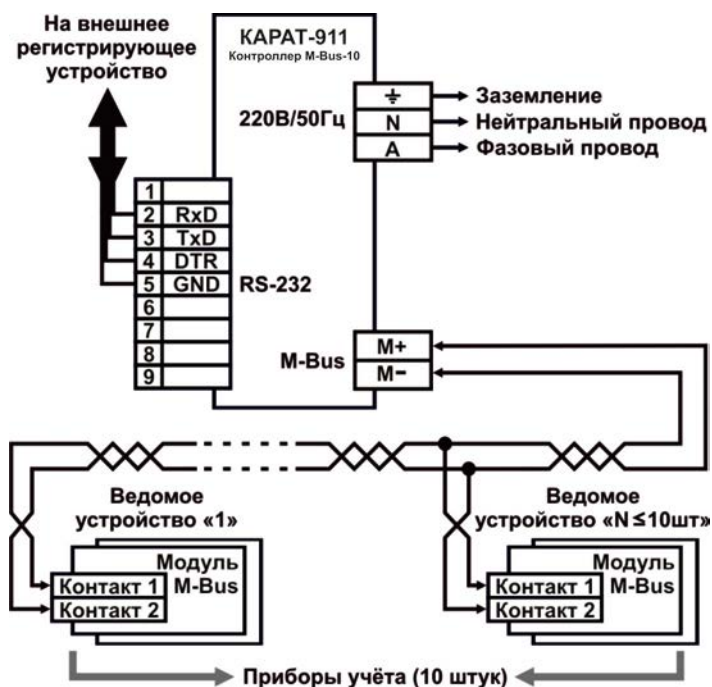 На внешнее
регистрирующее
устройство
КАРАТ-911
Контроллер M-Bus-10
220В/50Гц
⏚ Заземление
N Нейтральный провод
A Фазовый провод
1
2 RxD
3 TxD
4 DTR
5 GND
6
7
8
9
RS-232
M-Bus
M+
M−
Ведомое
устройство «1»
Модуль
M-Bus
Контакт 1
Контакт 2
Ведомое
устройство «N ≤10шт»
Модуль
M-Bus
Контакт 1
Контакт 2
Приборы учёта (10 штук)